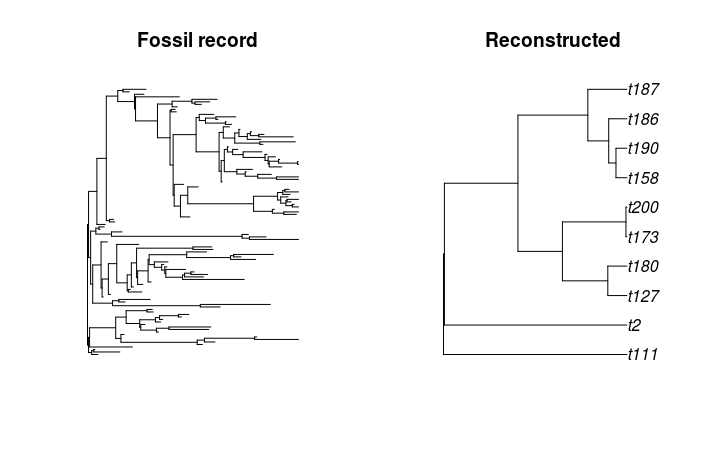 Fossil record
Reconstructed
t187
t186
t190
t158
t200
t173
t180
t127
t2
t111